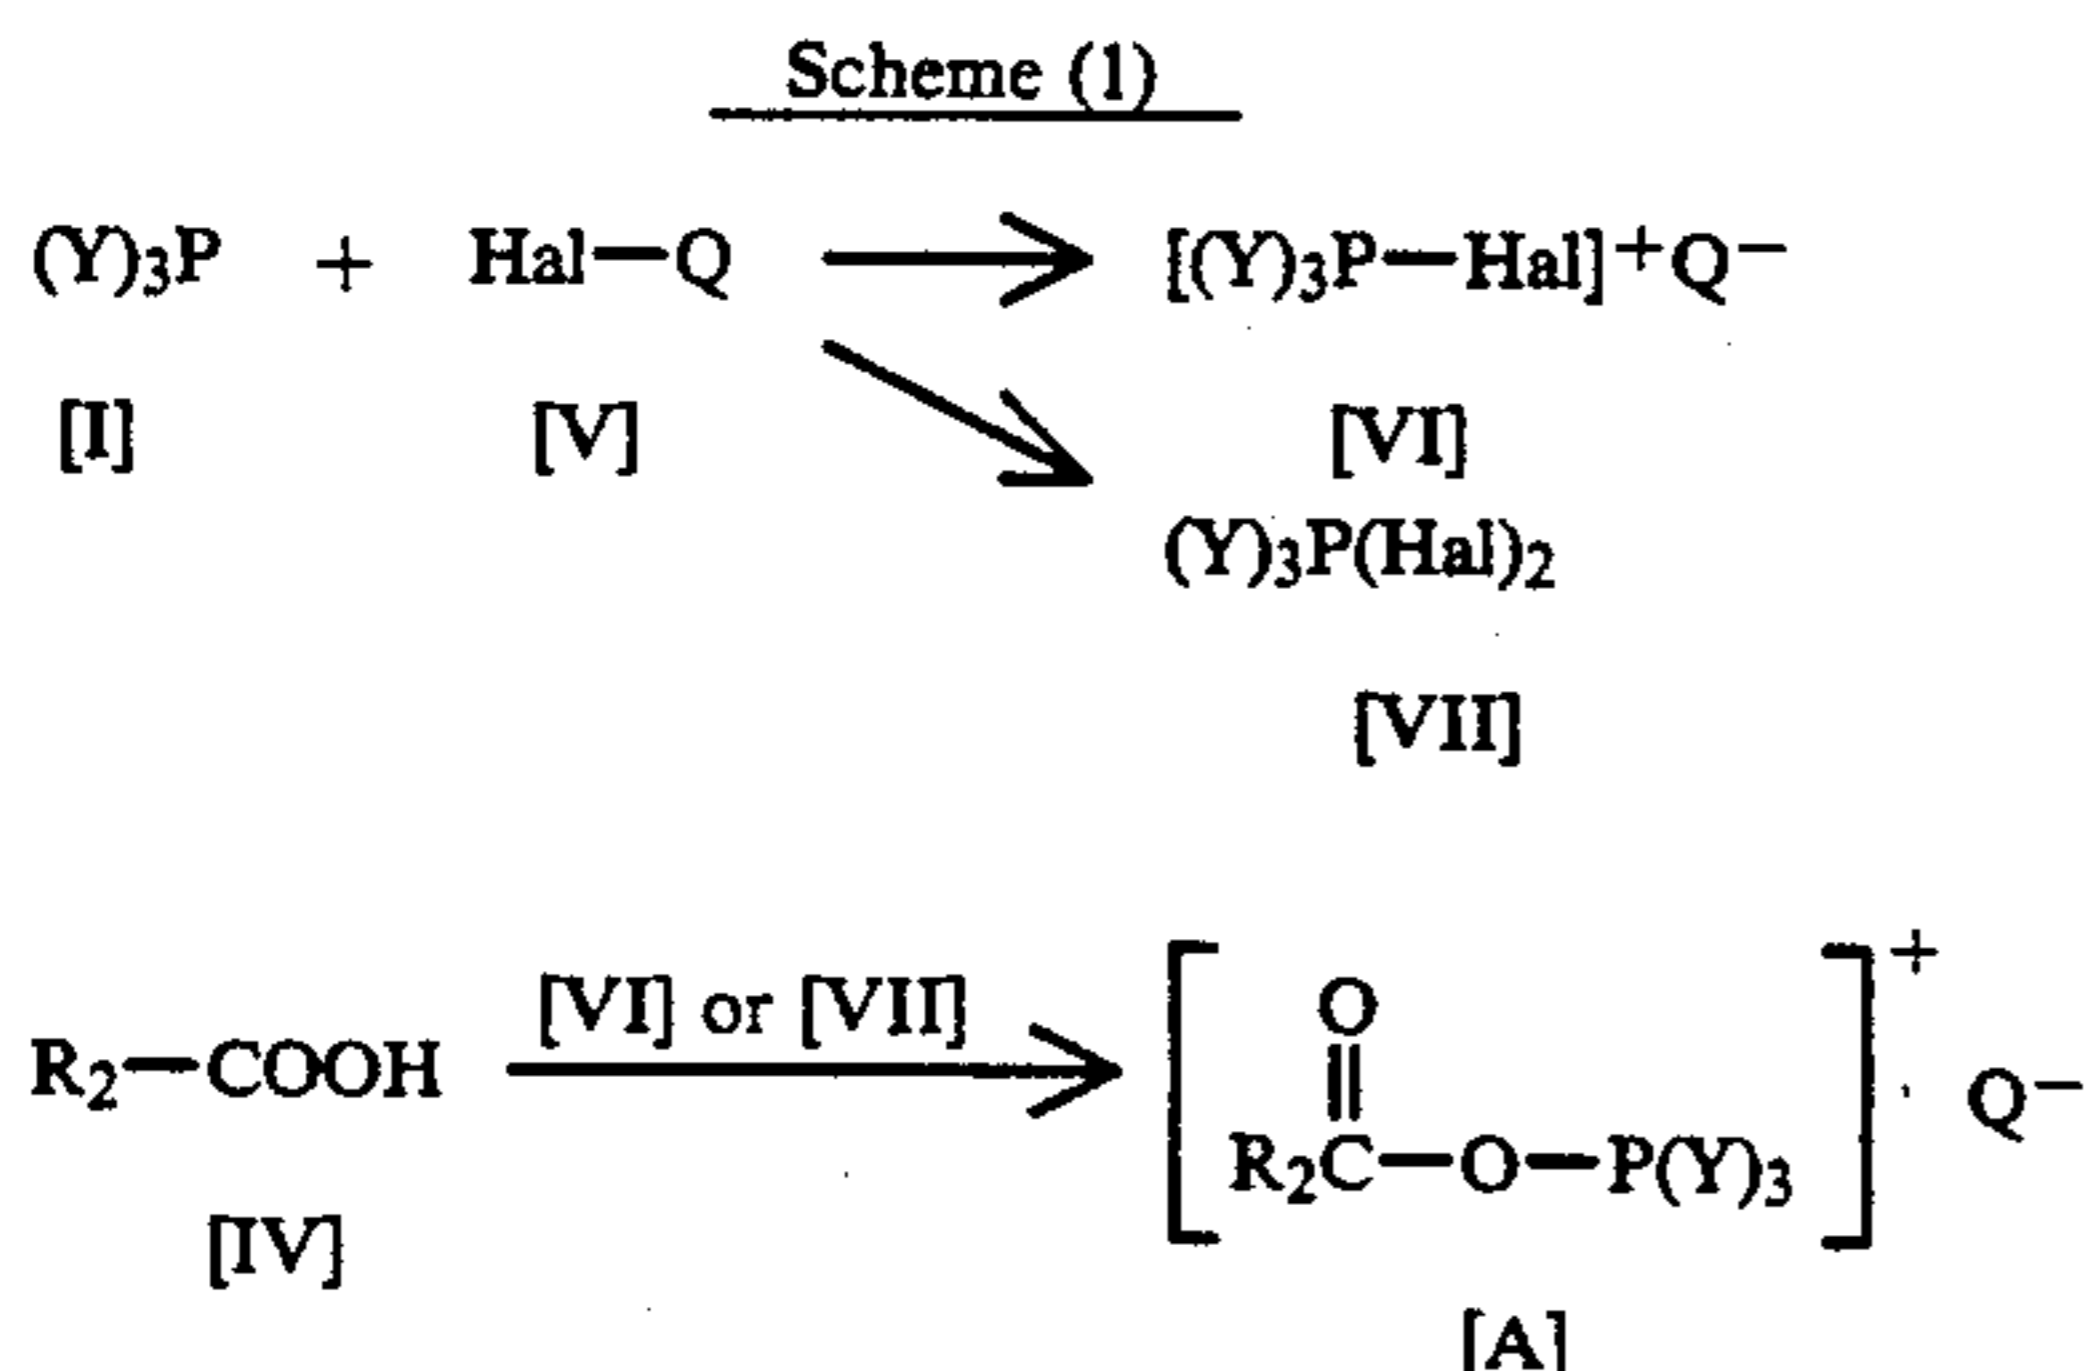 Scheme (1)
(Y)₃P + Hal—Q → [(Y)₃P—Hal]⁺Q⁻
[I] [V] [VI]
(Y)₃P(Hal)₂
[VII]
[VI] or [VII]
R₂—COOH → [R₂C(=O)—O—P(Y)₃]⁺ Q⁻
[IV]
[A]